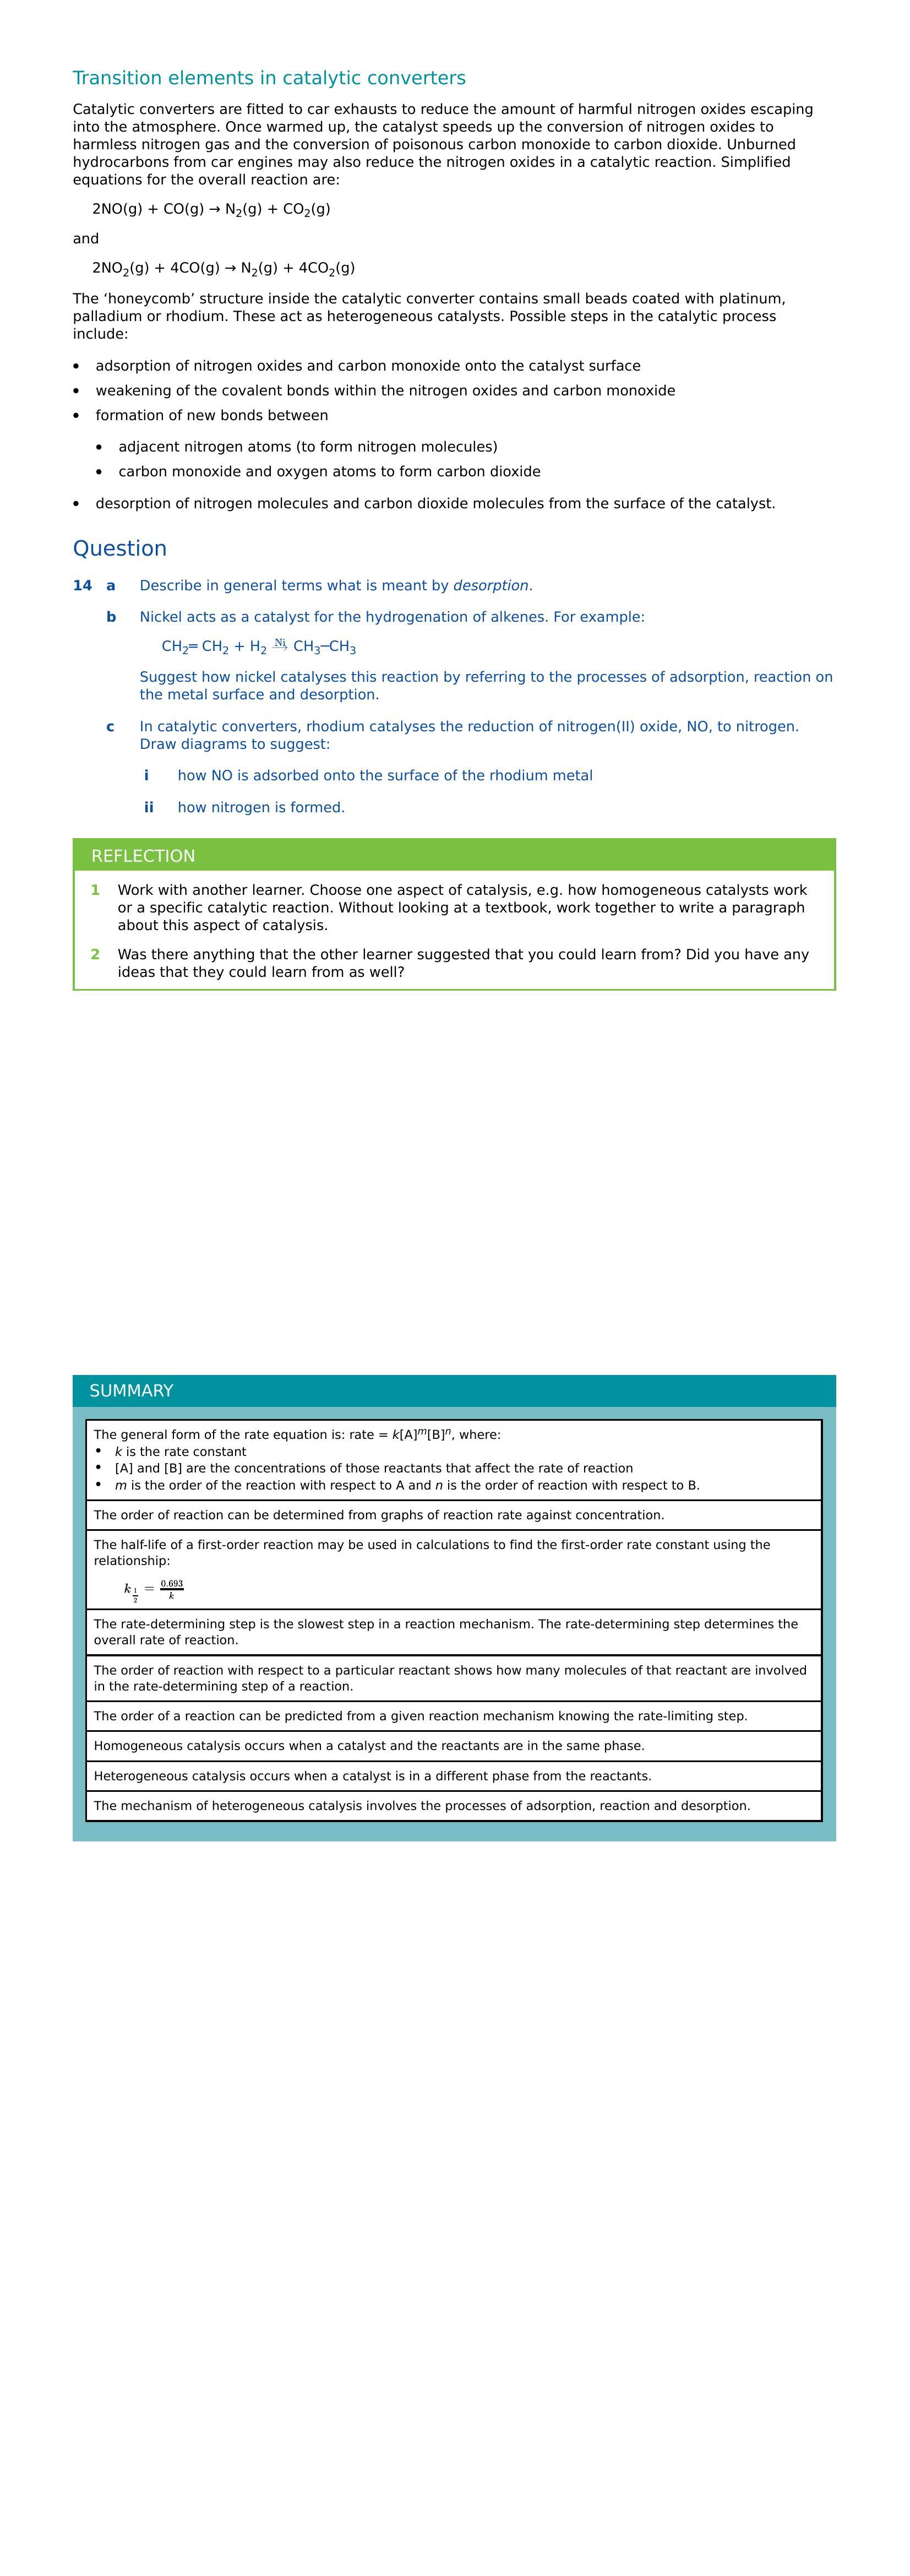 Transition elements in catalytic converters
Catalytic converters are fitted to car exhausts to reduce the amount of harmful nitrogen oxides escaping
into the atmosphere. Once warmed up, the catalyst speeds up the conversion of nitrogen oxides to
harmless nitrogen gas and the conversion of poisonous carbon monoxide to carbon dioxide. Unburned
hydrocarbons from car engines may also reduce the nitrogen oxides in a catalytic reaction. Simplified
equations for the overall reaction are:
2NO(g) + CO(g) → N₂(g) + CO₂(g)
and
2NO₂(g) + 4CO(g) → N₂(g) + 4CO₂(g)
The ‘honeycomb’ structure inside the catalytic converter contains small beads coated with platinum,
palladium or rhodium. These act as heterogeneous catalysts. Possible steps in the catalytic process
include:
• adsorption of nitrogen oxides and carbon monoxide onto the catalyst surface
• weakening of the covalent bonds within the nitrogen oxides and carbon monoxide
• formation of new bonds between
• adjacent nitrogen atoms (to form nitrogen molecules)
• carbon monoxide and oxygen atoms to form carbon dioxide
• desorption of nitrogen molecules and carbon dioxide molecules from the surface of the catalyst.
Question
14 a Describe in general terms what is meant by desorption.
b Nickel acts as a catalyst for the hydrogenation of alkenes. For example:
CH₂═ CH₂ + H₂ Ni→ CH₃─CH₃
Suggest how nickel catalyses this reaction by referring to the processes of adsorption, reaction on
the metal surface and desorption.
c In catalytic converters, rhodium catalyses the reduction of nitrogen(II) oxide, NO, to nitrogen.
Draw diagrams to suggest:
i how NO is adsorbed onto the surface of the rhodium metal
ii how nitrogen is formed.
REFLECTION
1 Work with another learner. Choose one aspect of catalysis, e.g. how homogeneous catalysts work
or a specific catalytic reaction. Without looking at a textbook, work together to write a paragraph
about this aspect of catalysis.
2 Was there anything that the other learner suggested that you could learn from? Did you have any
ideas that they could learn from as well?
SUMMARY
The general form of the rate equation is: rate = k[A]ᵐ[B]ⁿ, where:
• k is the rate constant
• [A] and [B] are the concentrations of those reactants that affect the rate of reaction
• m is the order of the reaction with respect to A and n is the order of reaction with respect to B.
The order of reaction can be determined from graphs of reaction rate against concentration.
The half-life of a first-order reaction may be used in calculations to find the first-order rate constant using the
relationship:
k_{1/2} = 0.693/k
The rate-determining step is the slowest step in a reaction mechanism. The rate-determining step determines the
overall rate of reaction.
The order of reaction with respect to a particular reactant shows how many molecules of that reactant are involved
in the rate-determining step of a reaction.
The order of a reaction can be predicted from a given reaction mechanism knowing the rate-limiting step.
Homogeneous catalysis occurs when a catalyst and the reactants are in the same phase.
Heterogeneous catalysis occurs when a catalyst is in a different phase from the reactants.
The mechanism of heterogeneous catalysis involves the processes of adsorption, reaction and desorption.